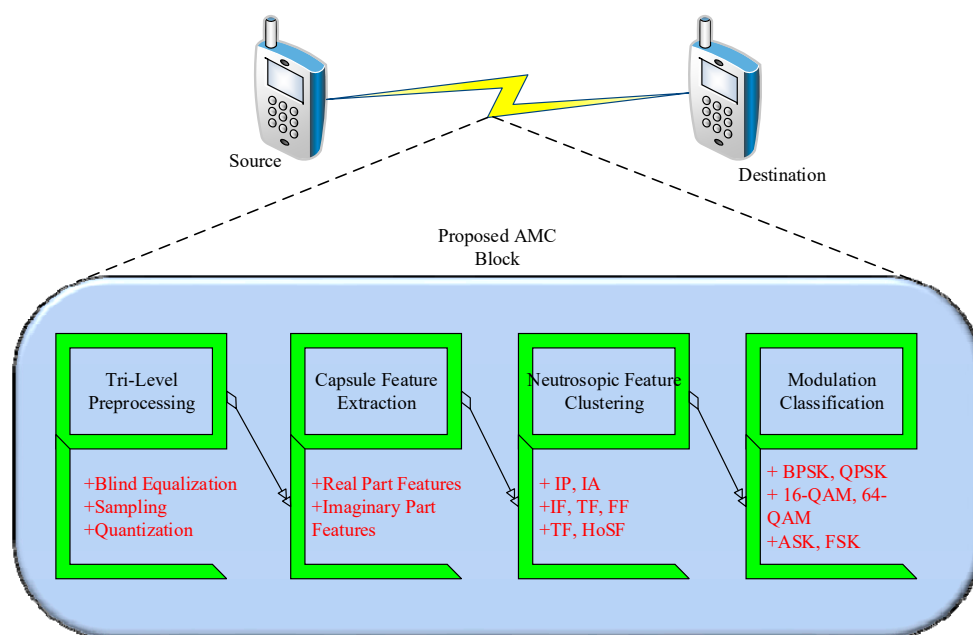 Source
Destination
Proposed AMC
Block
Tri-Level
Preprocessing
+Blind Equalization
+Sampling
+Quantization
Capsule Feature
Extraction
+Real Part Features
+Imaginary Part
Features
Neutrosopic Feature
Clustering
+ IP, IA
+IF, TF, FF
+TF, HoSF
Modulation
Classification
+ BPSK, QPSK
+ 16-QAM, 64-
QAM
+ASK, FSK